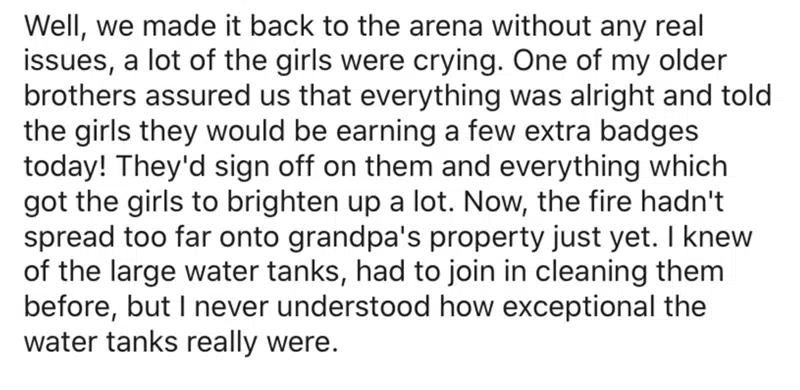 Well, we made it back to the arena without any real
issues, a lot of the girls were crying. One of my older
brothers assured us that everything was alright and told
the girls they would be earning a few extra badges
today! They'd sign off on them and everything which
got the girls to brighten up a lot. Now, the fire hadn't
spread too far onto grandpa's property just yet. I knew
of the large water tanks, had to join in cleaning them
before, but I never understood how exceptional the
water tanks really were.